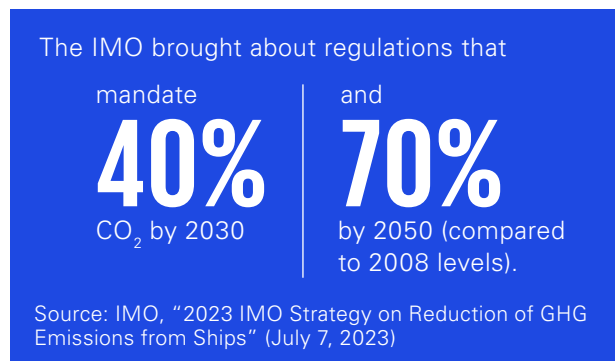 The IMO brought about regulations that
mandate
40%
CO₂ by 2030
and
70%
by 2050 (compared
to 2008 levels).
Source: IMO, “2023 IMO Strategy on Reduction of GHG
Emissions from Ships” (July 7, 2023)